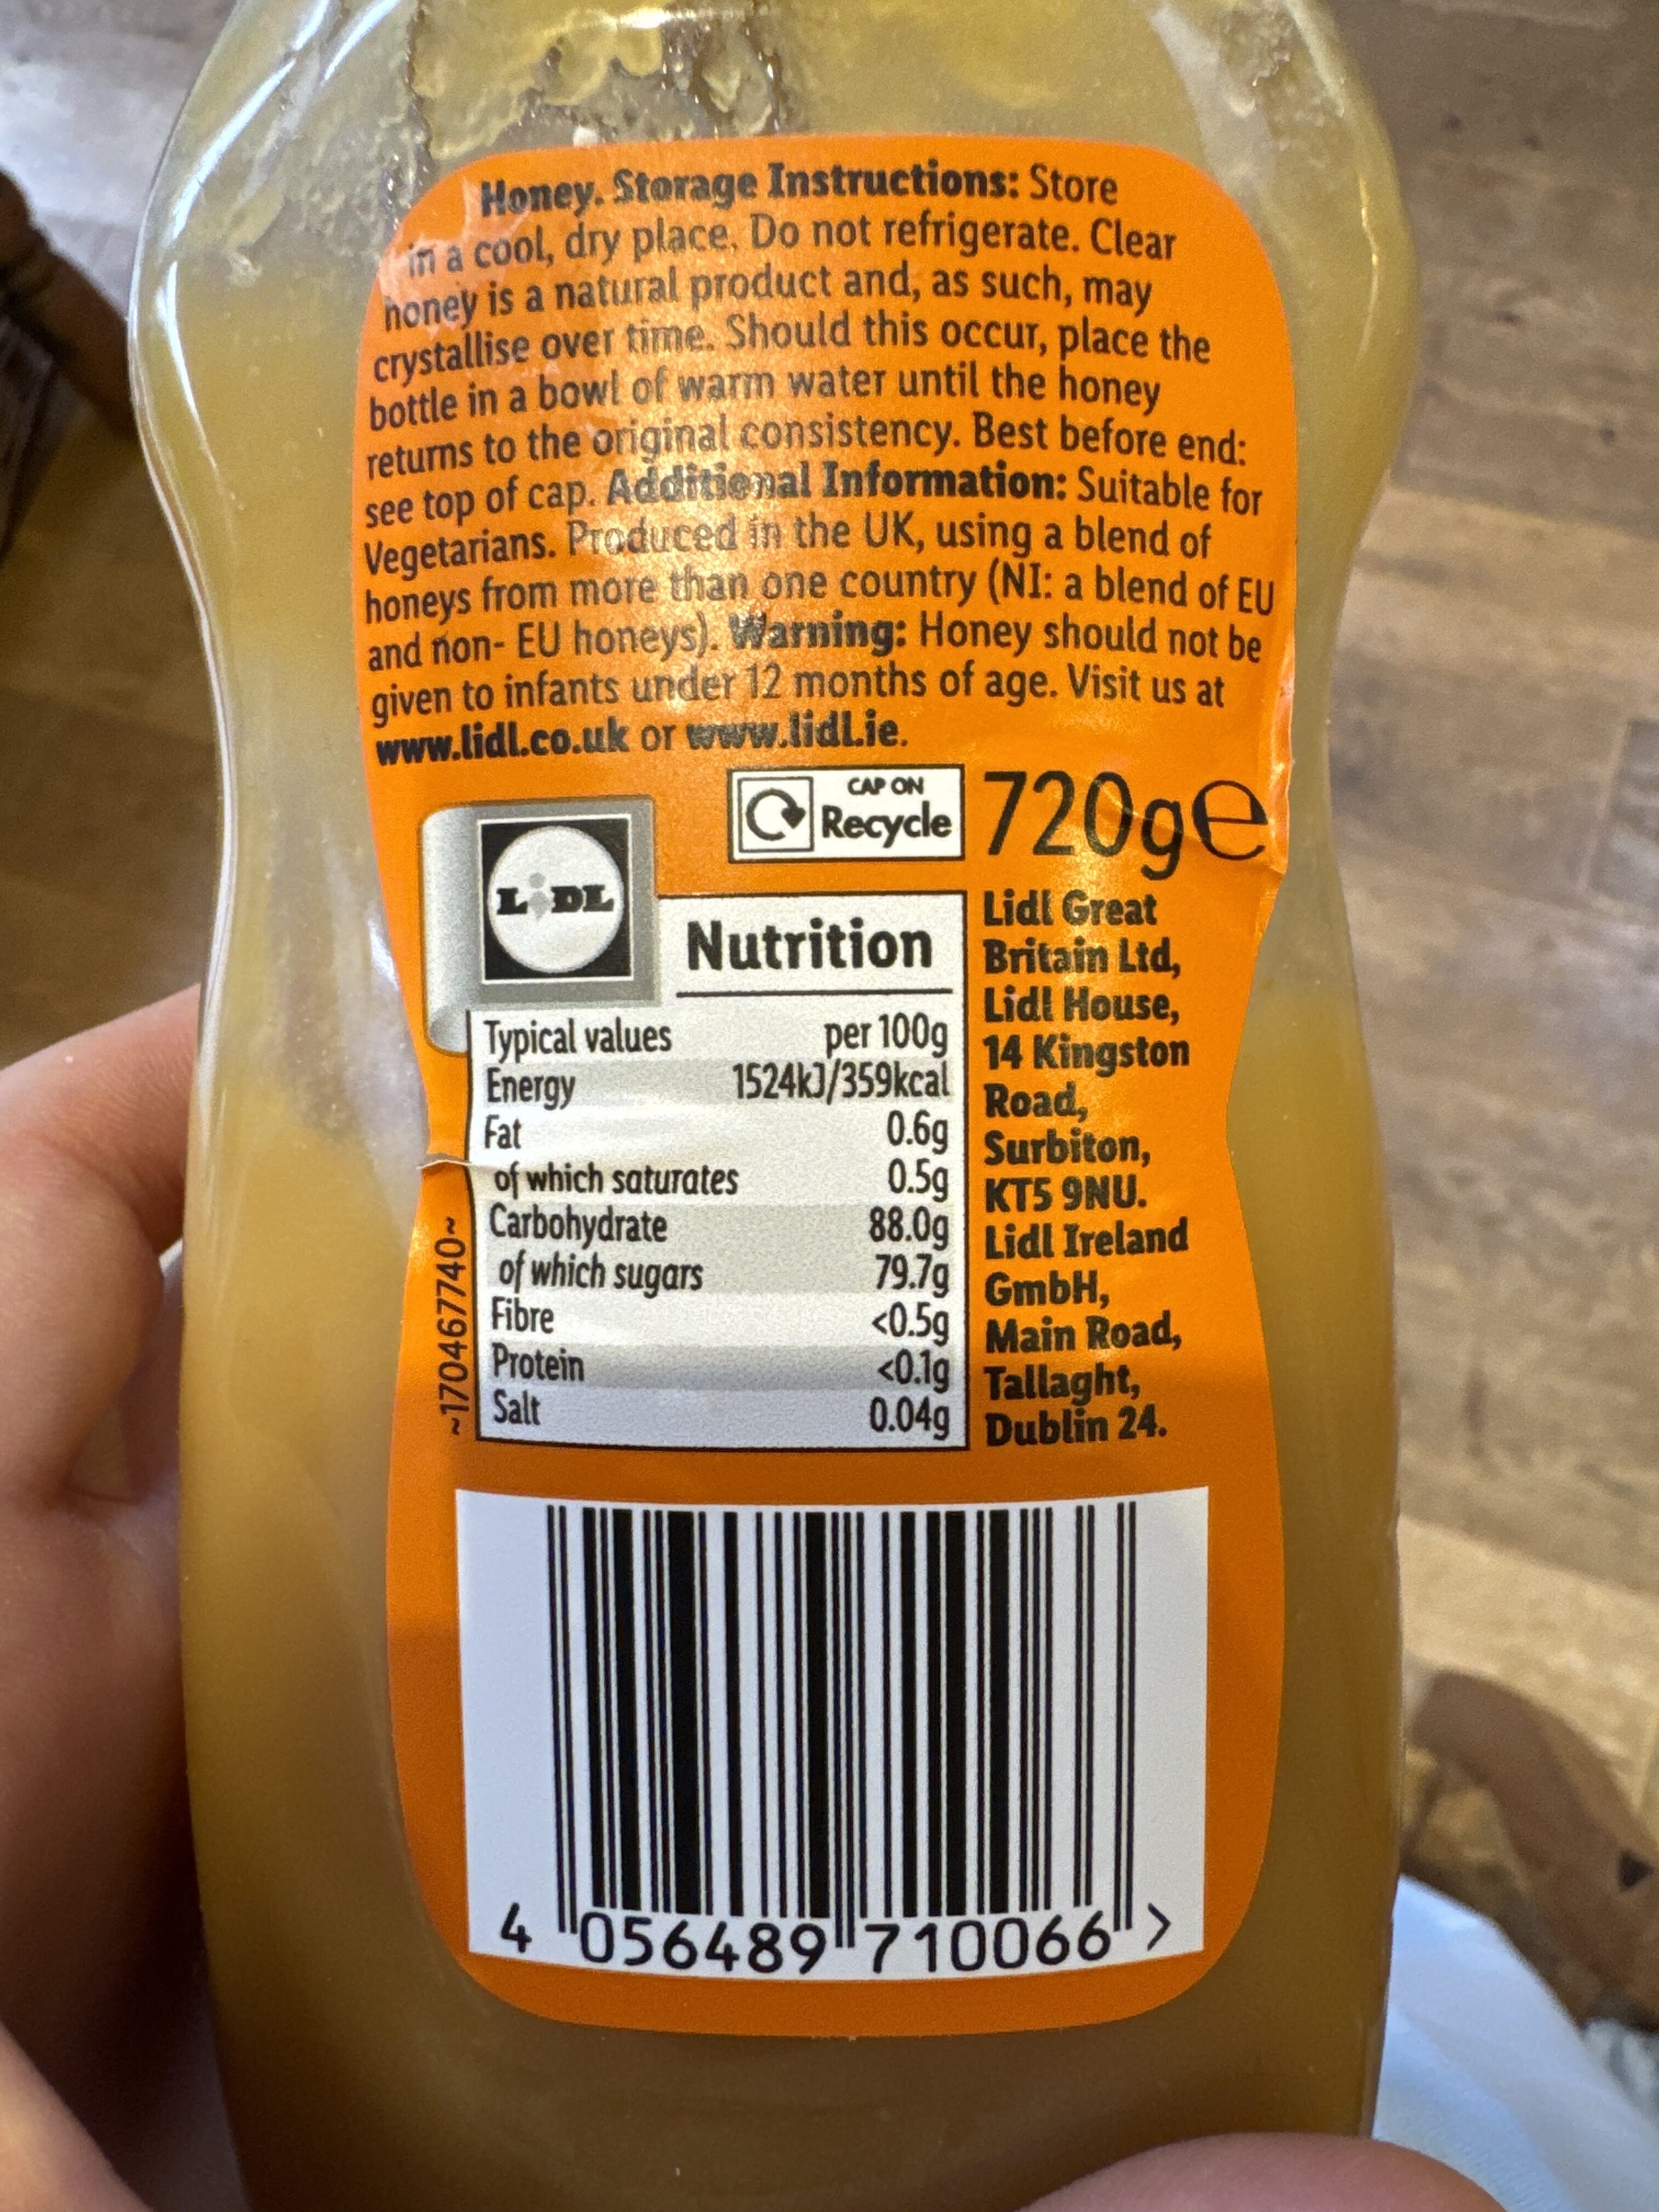 Honey. Storage Instructions: Store
in a cool, dry place. Do not refrigerate. Clear
honey is a natural product and, as such, may
crystallise over time. Should this occur, place the
bottle in a bowl of warm water until the honey
returns to the original consistency. Best before end:
see top of cap. Additional Information: Suitable for
Vegetarians. Produced in the UK, using a blend of
honeys from more than one country (NI: a blend of EU
and non- EU honeys). Warning: Honey should not be
given to infants under 12 months of age. Visit us at
www.lidl.co.uk or www.lidl.ie.
CAP ON
Recycle
720g℮
LiDL
Nutrition
Typical values per 100g
Energy 1524kJ/359kcal
Fat 0.6g
of which saturates 0.5g
Carbohydrate 88.0g
of which sugars 79.7g
Fibre <0.5g
Protein <0.1g
Salt 0.04g
Lidl Great
Britain Ltd,
Lidl House,
14 Kingston
Road,
Surbiton,
KT5 9NU.
Lidl Ireland
GmbH,
Main Road,
Tallaght,
Dublin 24.
~170467740~
4 056489 710066 >